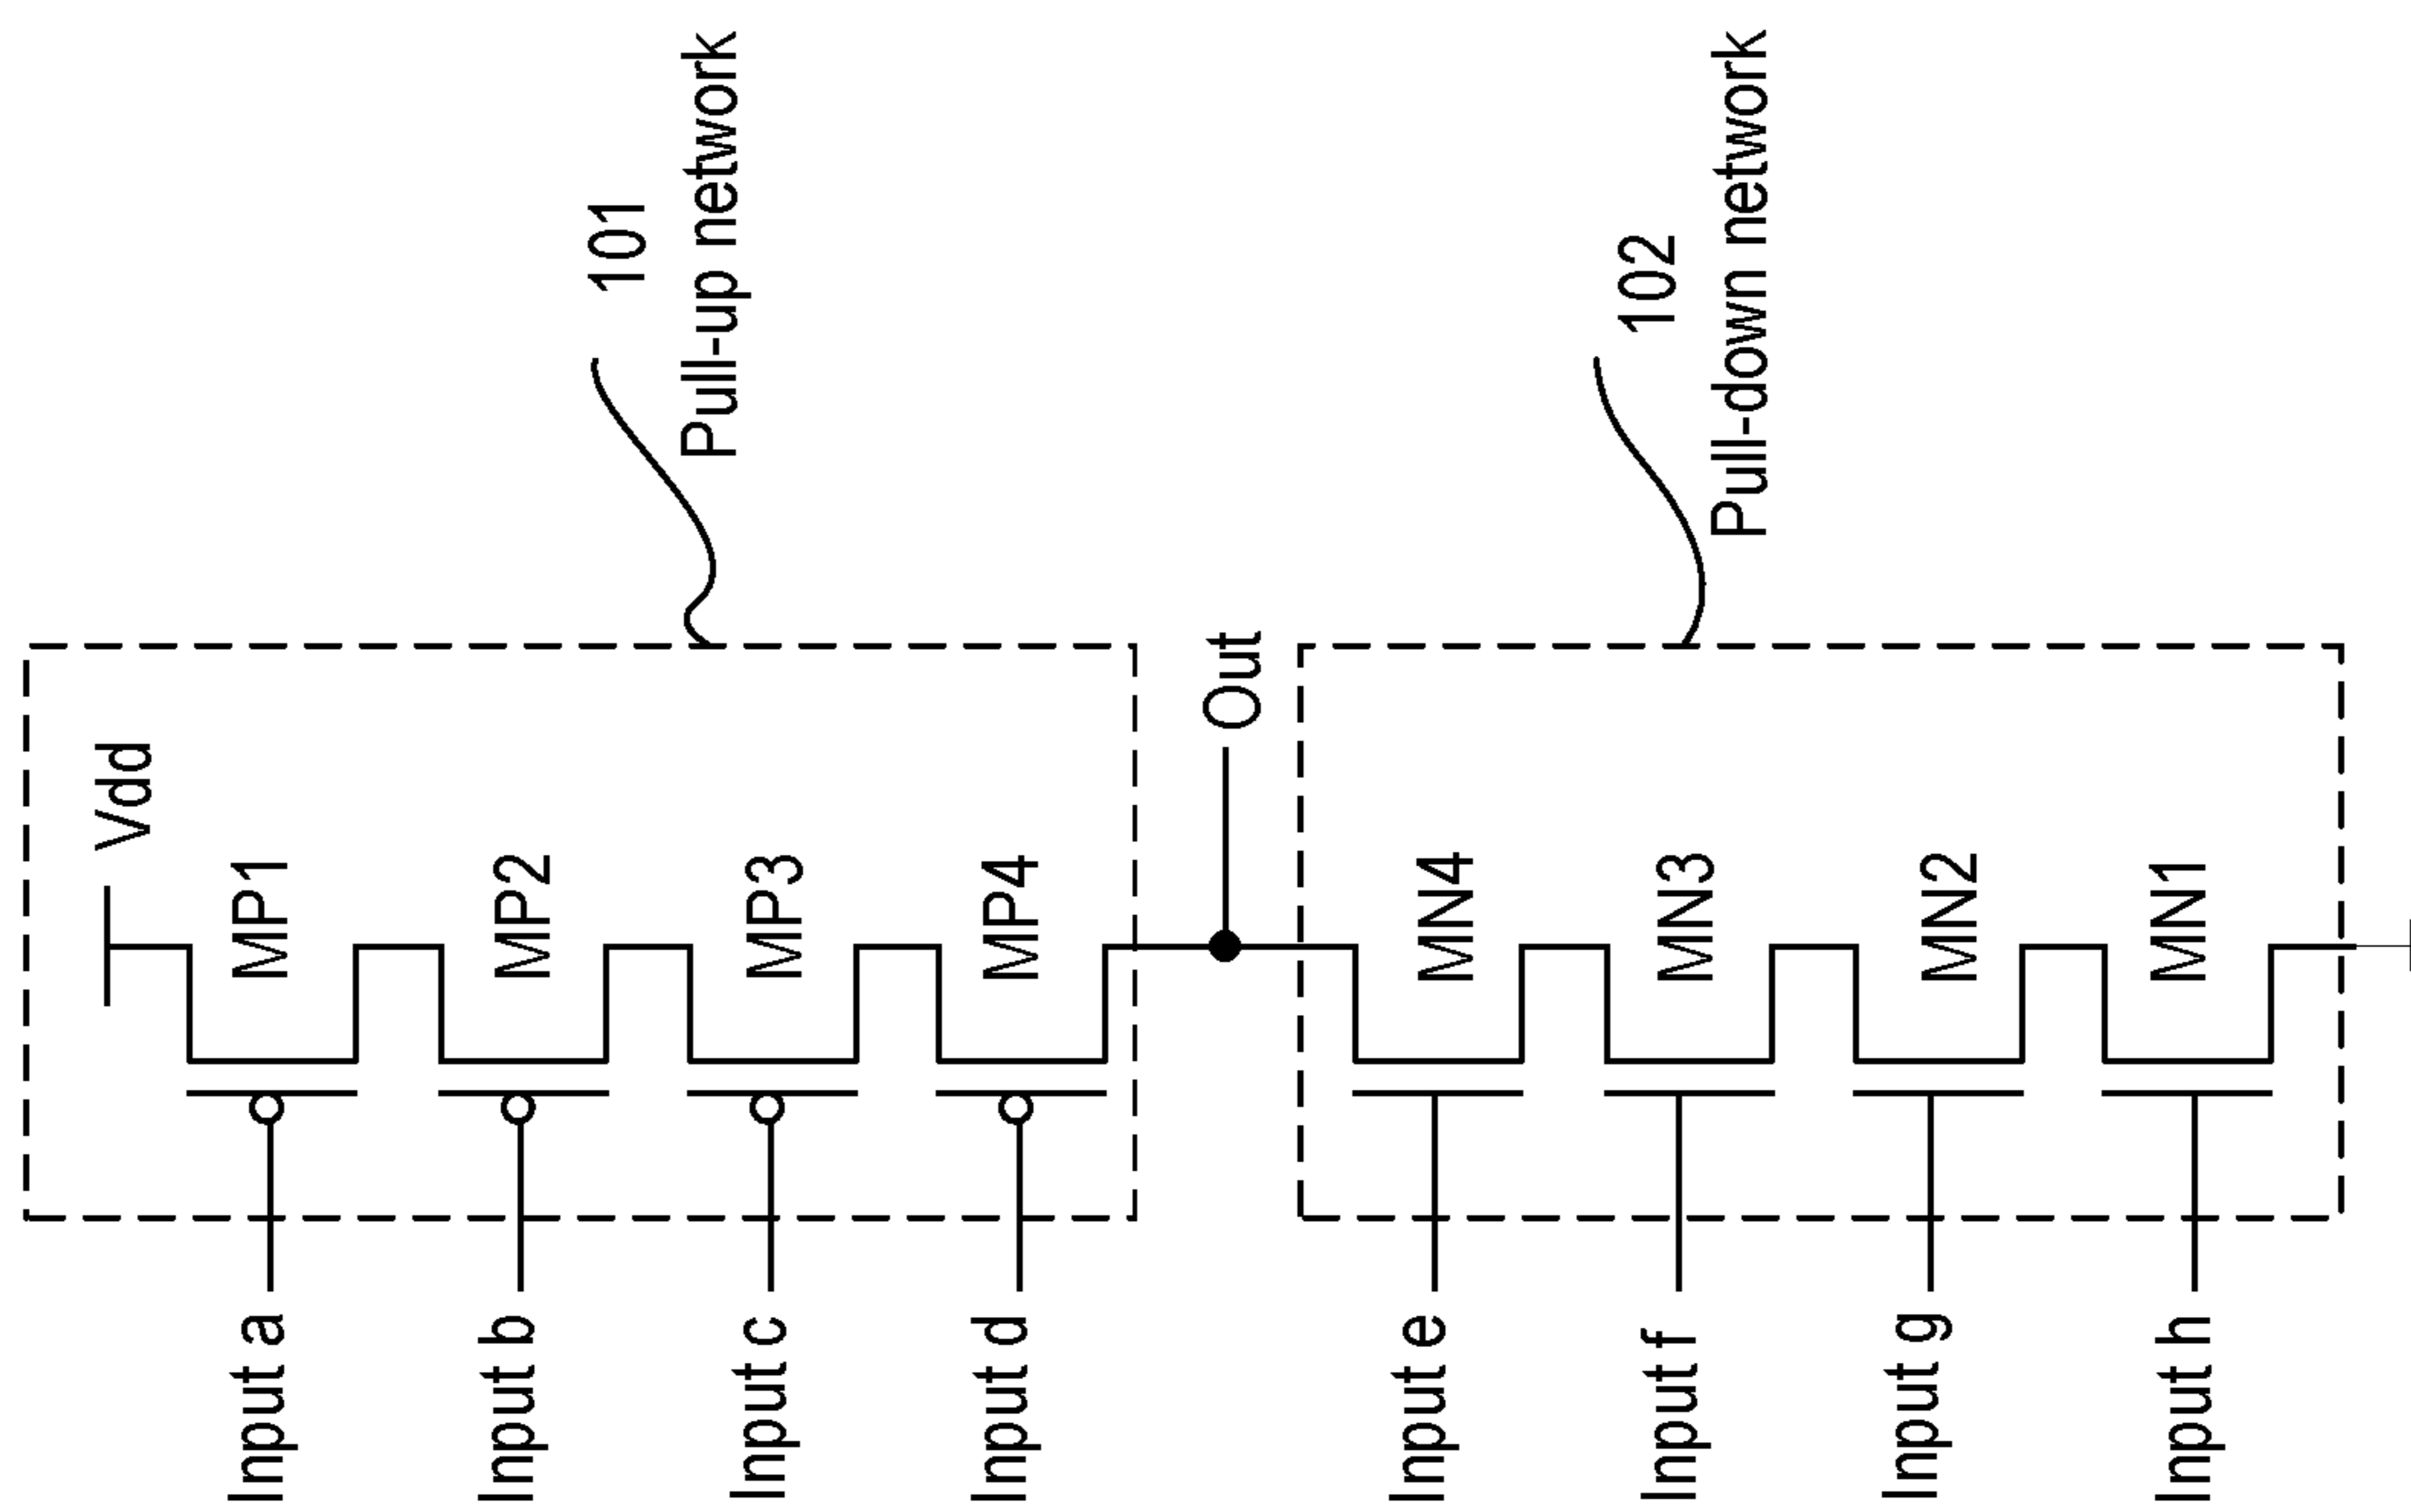 Vdd
Input a
MP1
Input b
MP2
101
Pull-up network
Input c
MP3
Input d
MP4
Out
Input e
MN4
Input f
MN3
102
Pull-down network
Input g
MN2
Input h
MN1